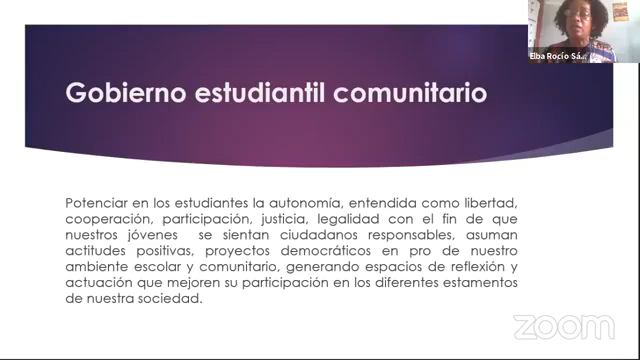 Elba Rocío Sá...
Gobierno estudiantil comunitario
Potenciar en los estudiantes la autonomía, entendida como libertad,
cooperación, participación, justicia, legalidad con el fin de que
nuestros jóvenes se sientan ciudadanos responsables, asuman
actitudes positivas, proyectos democráticos en pro de nuestro
ambiente escolar y comunitario, generando espacios de reflexión y
actuación que mejoren su participación en los diferentes estamentos
de nuestra sociedad.
zoom